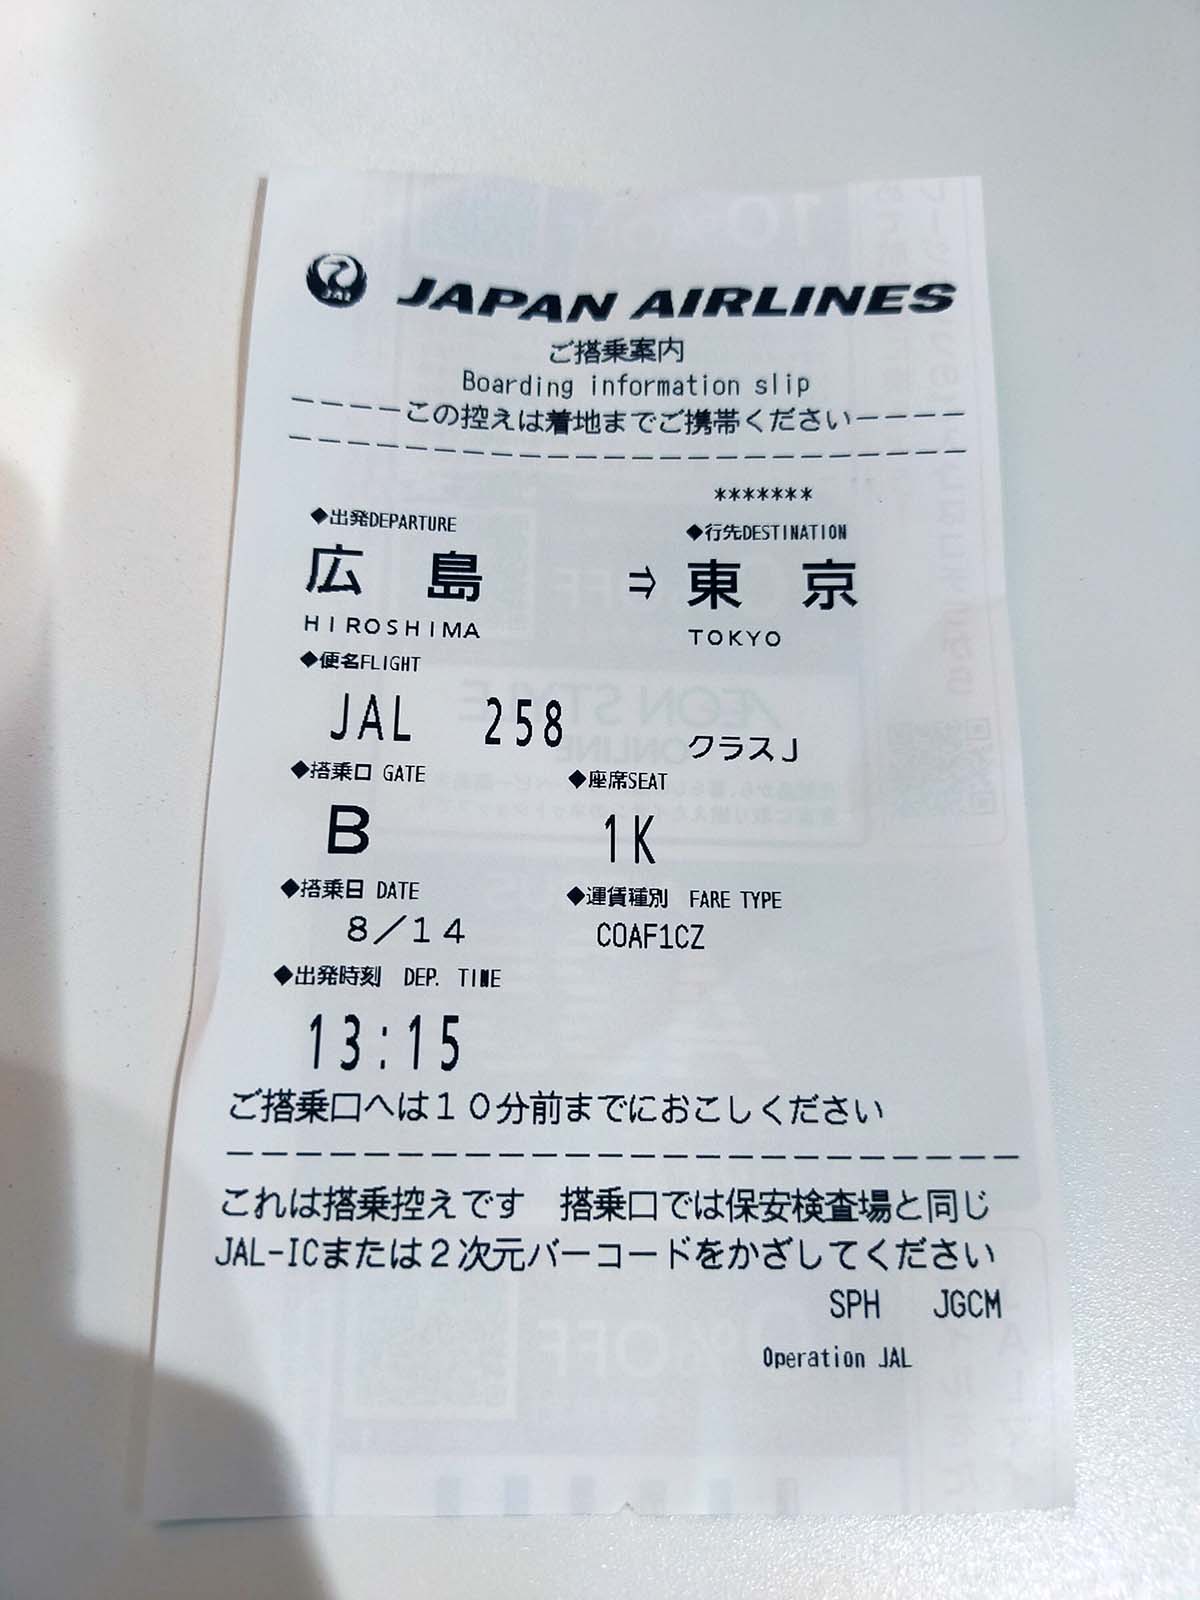 JAL JAPAN AIRLINES
ご搭乗案内
Boarding information slip
----この控えは着地までご携帯ください----
*******
◆出発DEPARTURE ◆行先DESTINATION
広島 ⇒ 東京
HIROSHIMA TOKYO
◆便名FLIGHT
JAL 258 クラスJ
◆搭乗口 GATE ◆座席SEAT
B 1K
◆搭乗日 DATE ◆運賃種別 FARE TYPE
8/14 COAF1CZ
◆出発時刻 DEP. TIME
13:15
ご搭乗口へは10分前までにおこしください
これは搭乗控えです 搭乗口では保安検査場と同じ
JAL-ICまたは2次元バーコードをかざしてください
SPH JGCM
Operation JAL